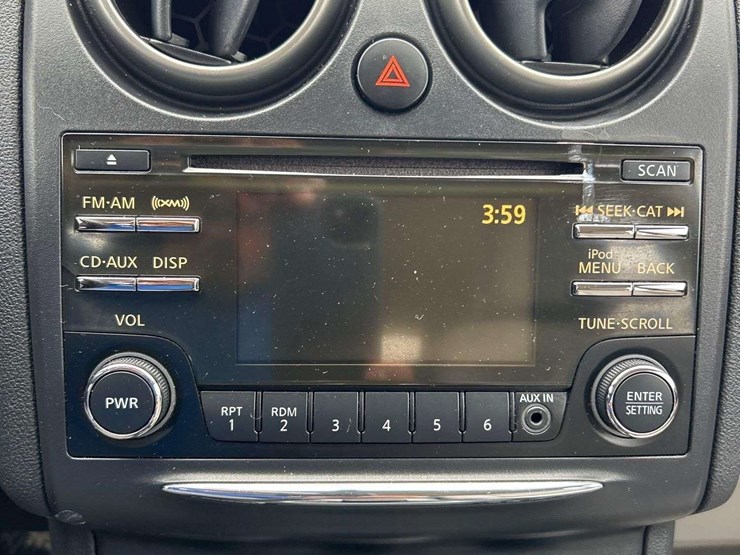 SCAN
FM·AM ((XM))
3:59
SEEK·CAT
CD·AUX DISP
iPod
MENU BACK
VOL
TUNE·SCROLL
PWR
RPT
1
RDM
2
3
4
5
6
AUX IN
ENTER
SETTING